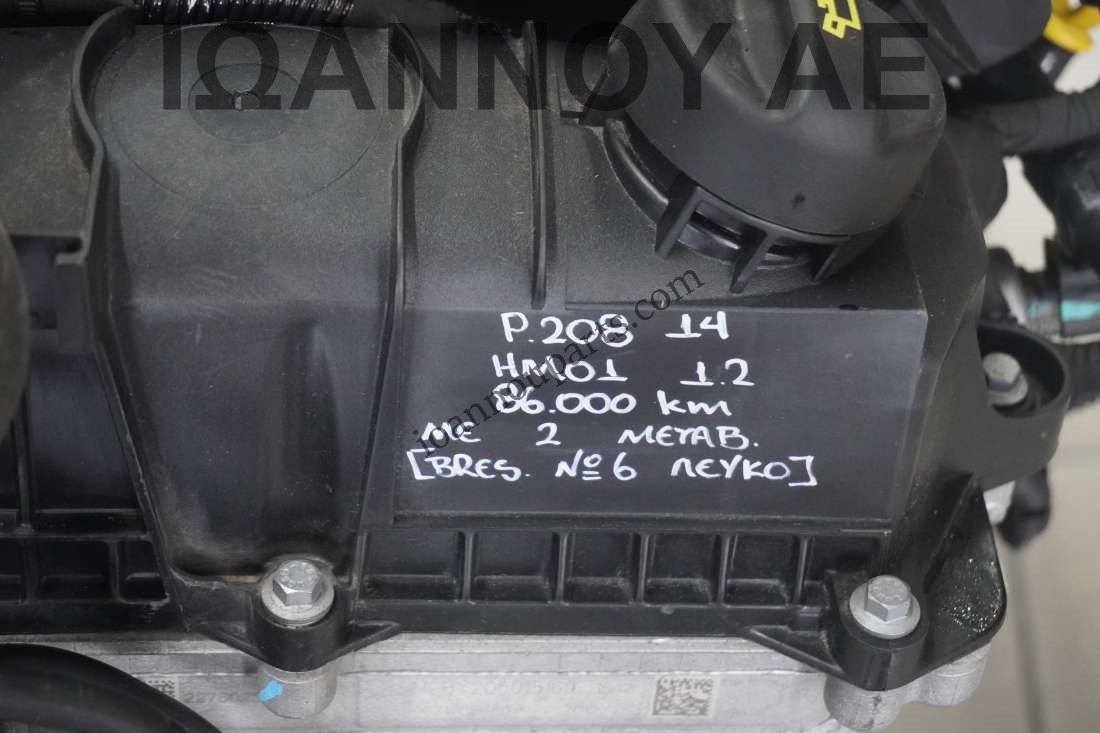 ΙΩΑΝΝΟΥ ΑΕ
P.208 14
HM01 1.2
86.000 km
ΜΕ 2 ΜΕΤΑΒ.
[BRES. Nº6 ΛΕΥΚΟ]
ioannouparts.com